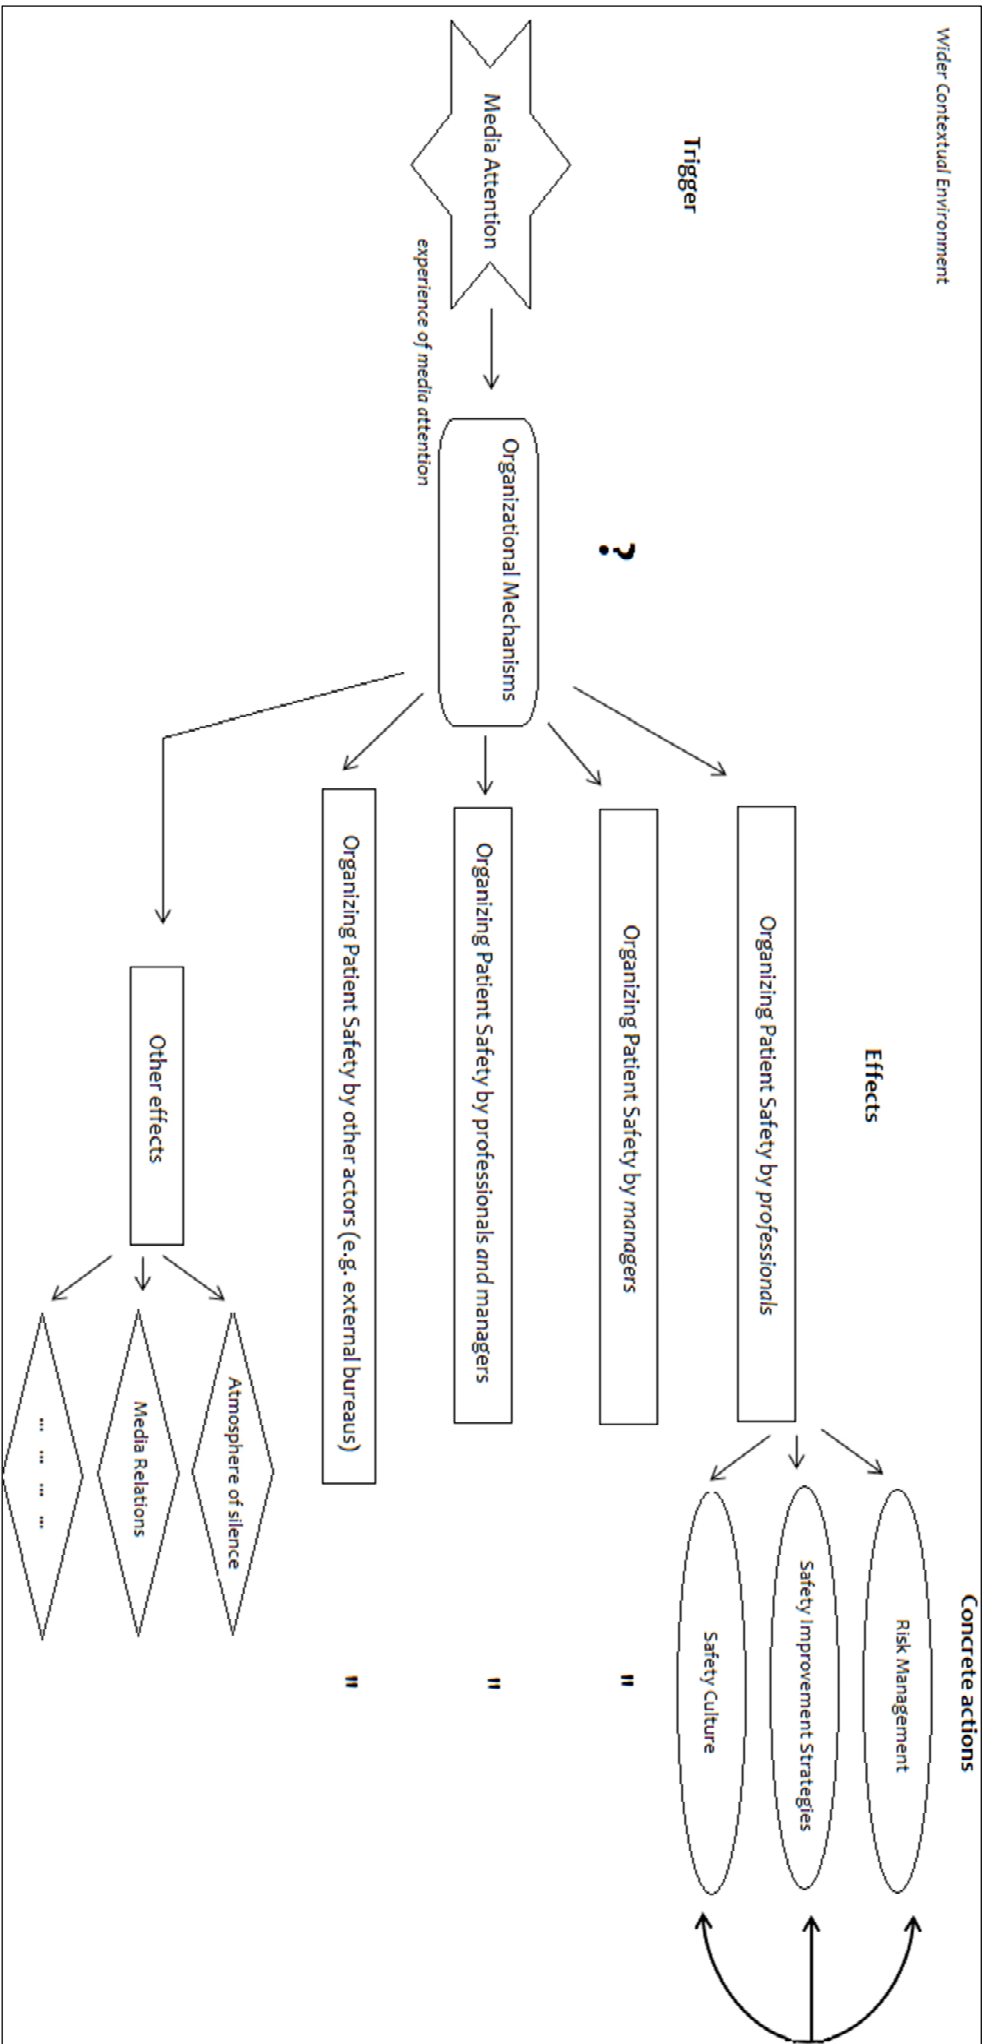 Wider Contextual Environment
Trigger
?
Effects
Concrete actions
Media Attention
experience of media attention
Organizational Mechanisms
Organizing Patient Safety by professionals
Organizing Patient Safety by managers
Organizing Patient Safety by professionals and managers
Organizing Patient Safety by other actors (e.g. external bureaus)
Other effects
Risk Management
Safety Improvement Strategies
Safety Culture
"
"
"
Atmosphere of silence
Media Relations
... ... ... ...